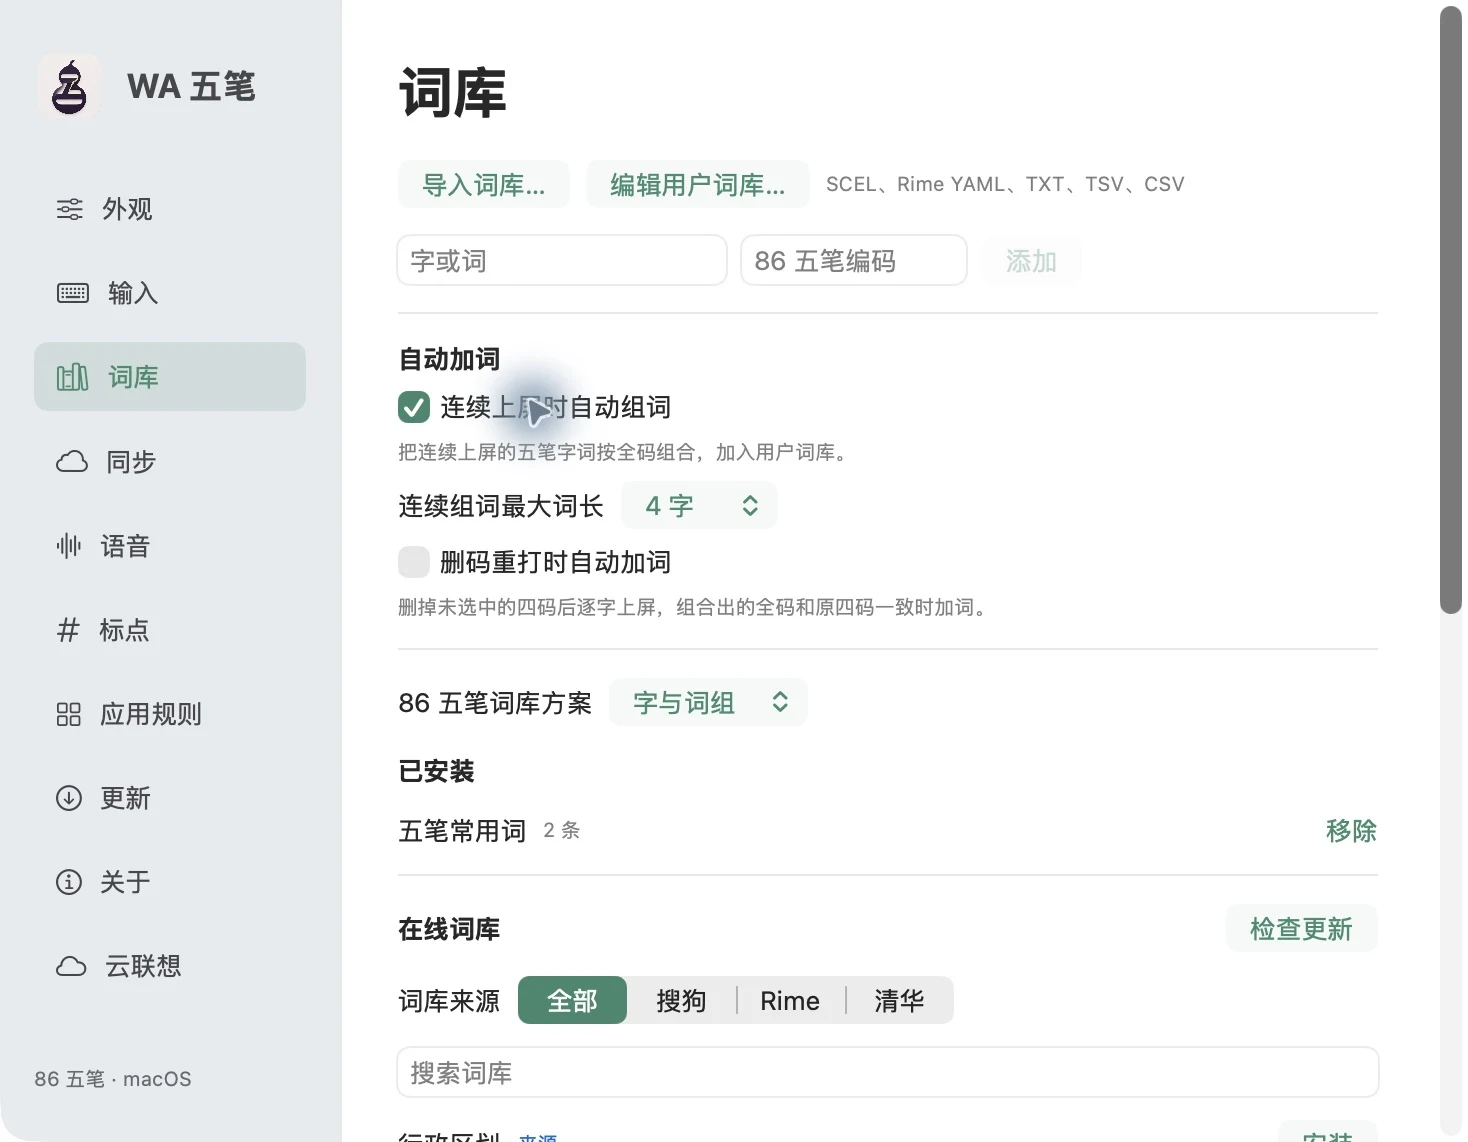 WA 五笔
外观
输入
词库
同步
语音
标点
应用规则
更新
关于
云联想
86 五笔 · macOS
词库
导入词库... 编辑用户词库... SCEL、Rime YAML、TXT、TSV、CSV
字或词 86 五笔编码 添加
自动加词
连续上屏时自动组词
把连续上屏的五笔字词按全码组合，加入用户词库。
连续组词最大词长 4 字
删码重打时自动加词
删掉未选中的四码后逐字上屏，组合出的全码和原四码一致时加词。
86 五笔词库方案 字与词组
已安装
五笔常用词 2 条 移除
在线词库 检查更新
词库来源 全部 搜狗 Rime 清华
搜索词库
行政区划 来源 安装